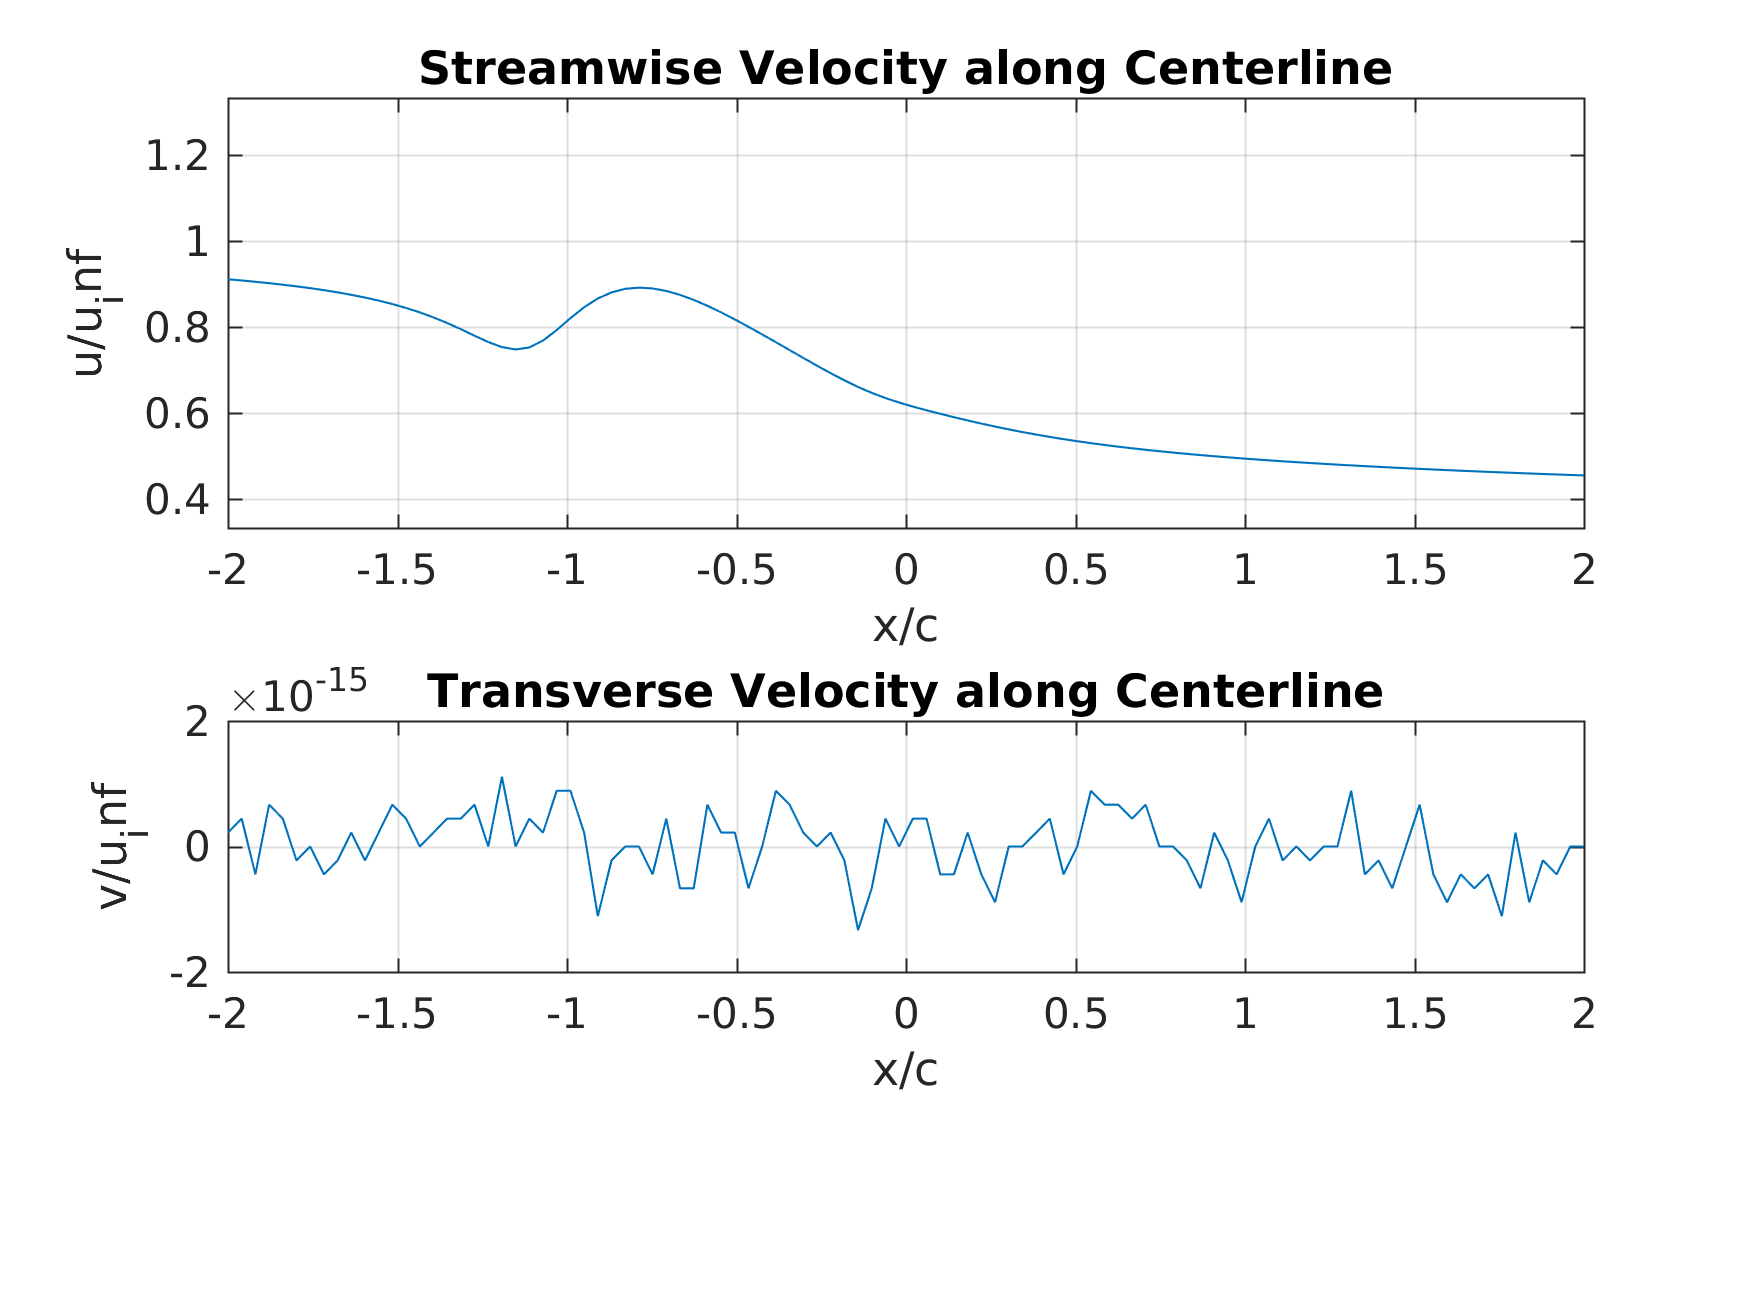 Streamwise Velocity along Centerline
1.2
1
0.8
0.6
0.4
u/u_inf
-2 -1.5 -1 -0.5 0 0.5 1 1.5 2
x/c
×10^-15
Transverse Velocity along Centerline
2
0
-2
v/u_inf
-2 -1.5 -1 -0.5 0 0.5 1 1.5 2
x/c